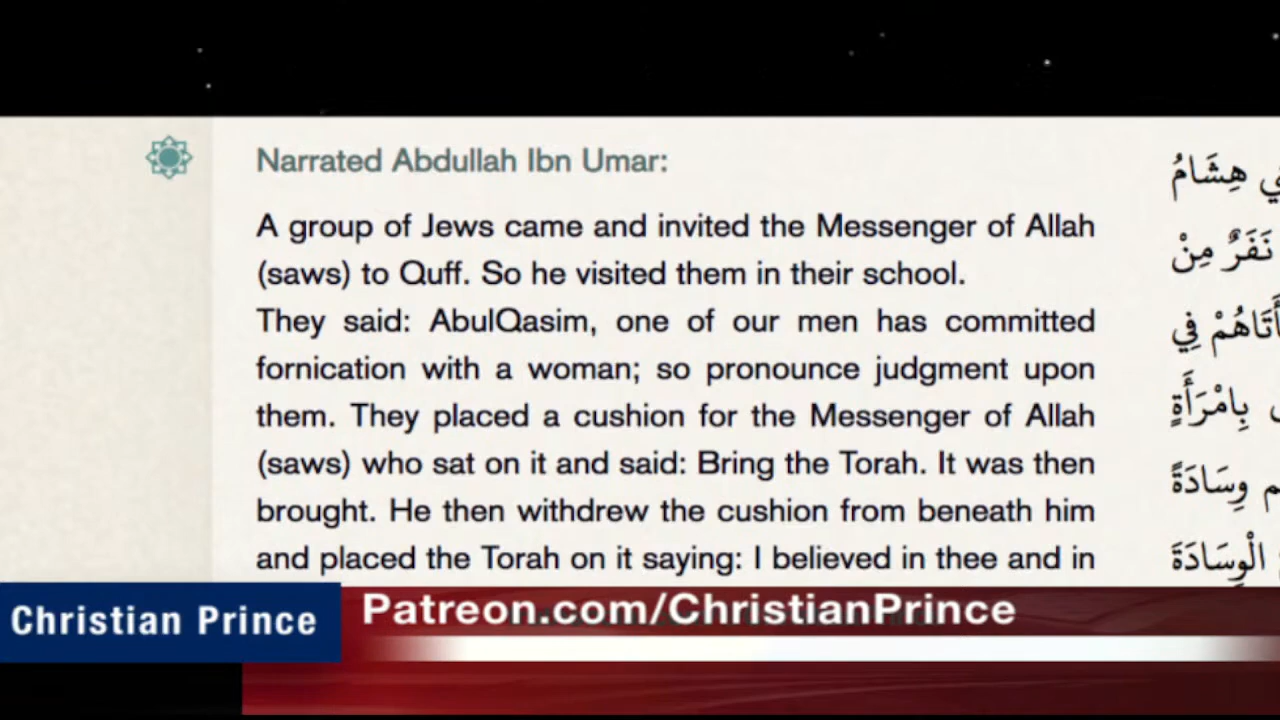 Narrated Abdullah Ibn Umar:
A group of Jews came and invited the Messenger of Allah
(saws) to Quff. So he visited them in their school.
They said: AbulQasim, one of our men has committed
fornication with a woman; so pronounce judgment upon
them. They placed a cushion for the Messenger of Allah
(saws) who sat on it and said: Bring the Torah. It was then
brought. He then withdrew the cushion from beneath him
and placed the Torah on it saying: I believed in thee and in
هِشَامُ
نَفَرٌ مِنْ
فِي
بِامْرَأَةٍ
وِسَادَةً
الْوِسَادَةَ
Christian Prince
Patreon.com/ChristianPrince